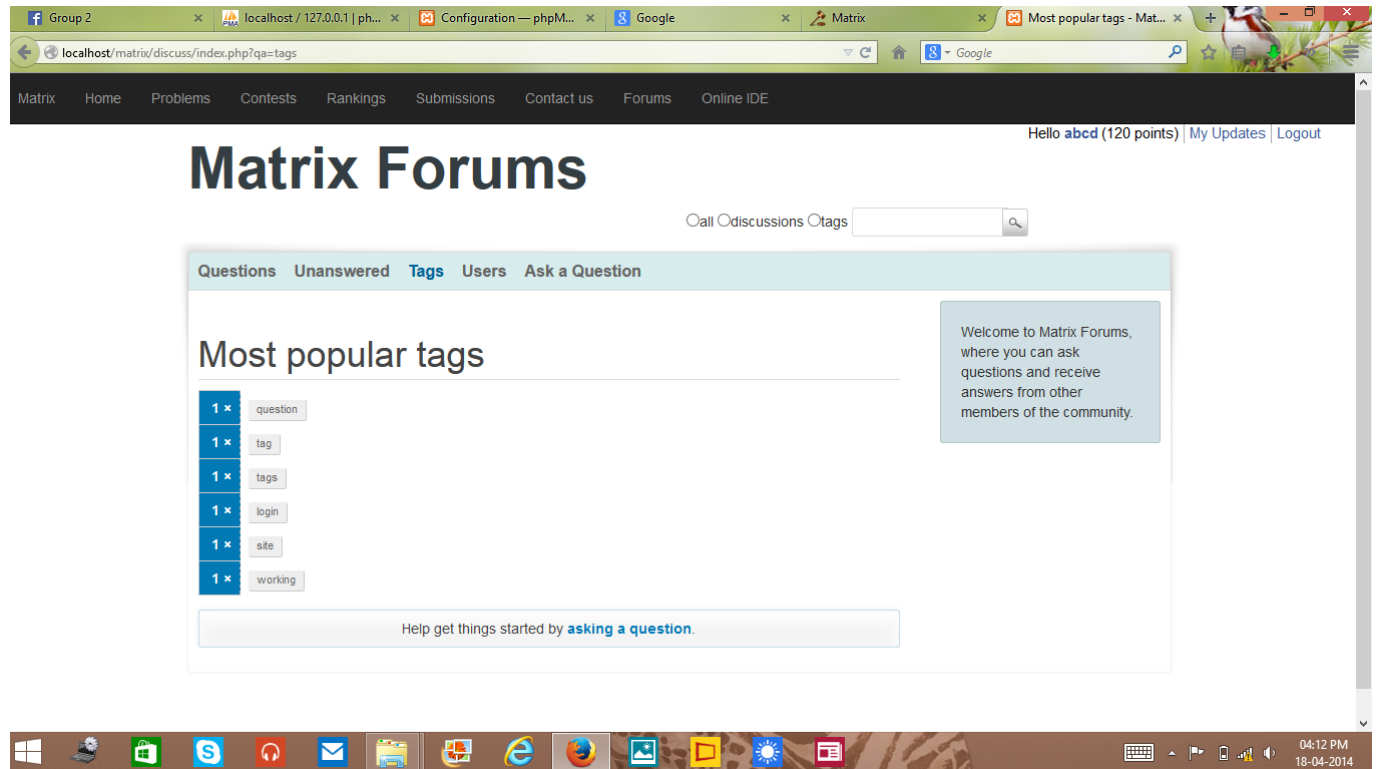 Group 2
localhost / 127.0.0.1 | ph...
Configuration — phpM...
Google
Matrix
Most popular tags - Mat...
localhost/matrix/discuss/index.php?qa=tags
Google
Matrix Home Problems Contests Rankings Submissions Contact us Forums Online IDE
Hello abcd (120 points) | My Updates | Logout
Matrix Forums
all discussions tags
Questions Unanswered Tags Users Ask a Question
Most popular tags
1 × question
1 × tag
1 × tags
1 × login
1 × site
1 × working
Help get things started by asking a question.
Welcome to Matrix Forums,
where you can ask
questions and receive
answers from other
members of the community.
04:12 PM
18-04-2014